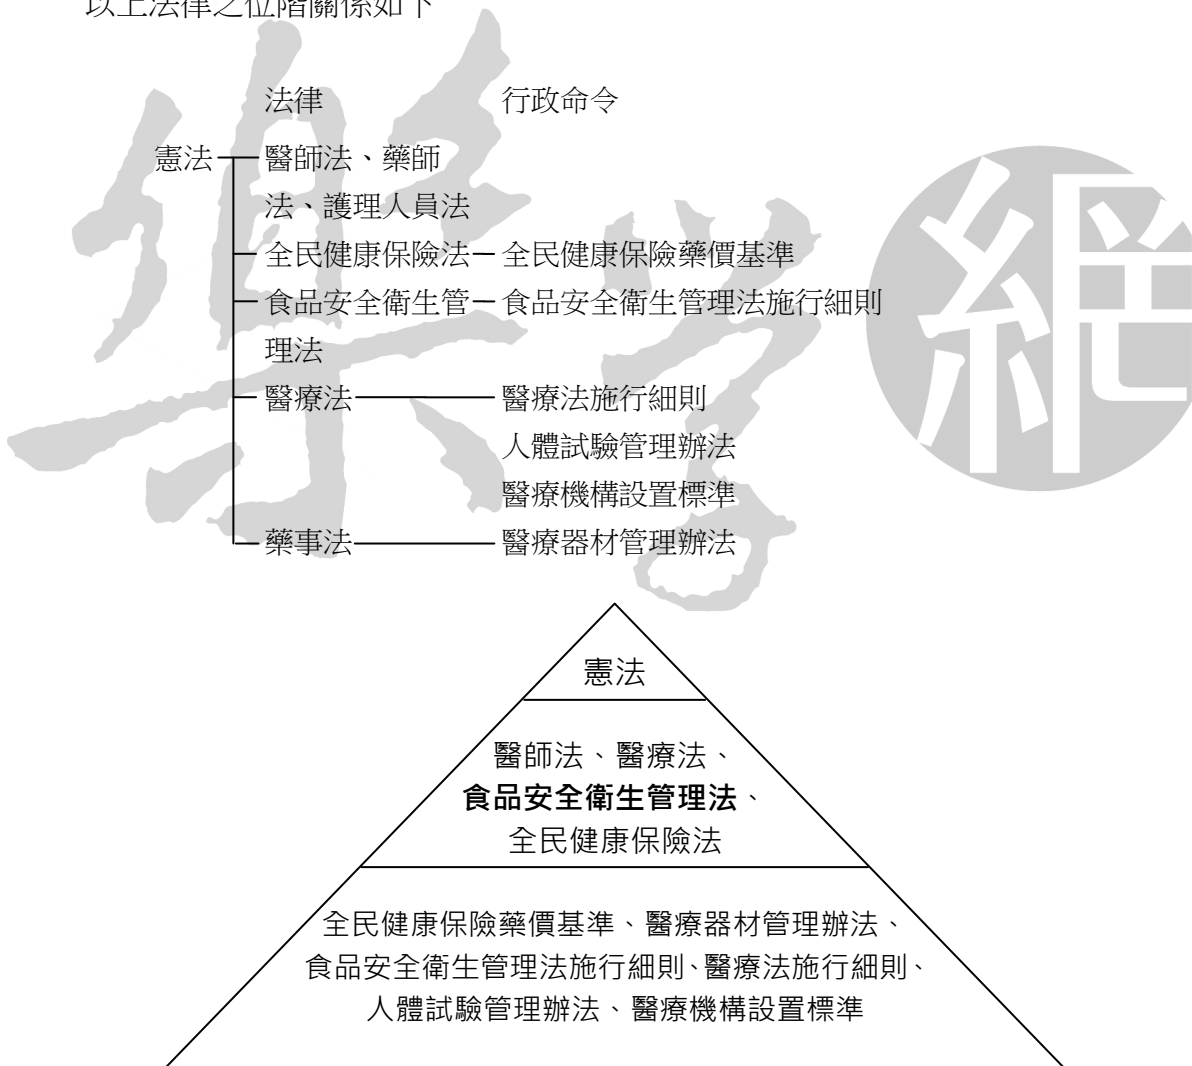 以上法律之位階關係如下
法律 行政命令
憲法 醫師法、藥師
法、護理人員法
全民健康保險法 全民健康保險藥價基準
食品安全衛生管 食品安全衛生管理法施行細則
理法
醫療法 醫療法施行細則
人體試驗管理辦法
醫療機構設置標準
藥事法 醫療器材管理辦法
憲法
醫師法、醫療法、
食品安全衛生管理法、
全民健康保險法
全民健康保險藥價基準、醫療器材管理辦法、
食品安全衛生管理法施行細則、醫療法施行細則、
人體試驗管理辦法、醫療機構設置標準
樂學網